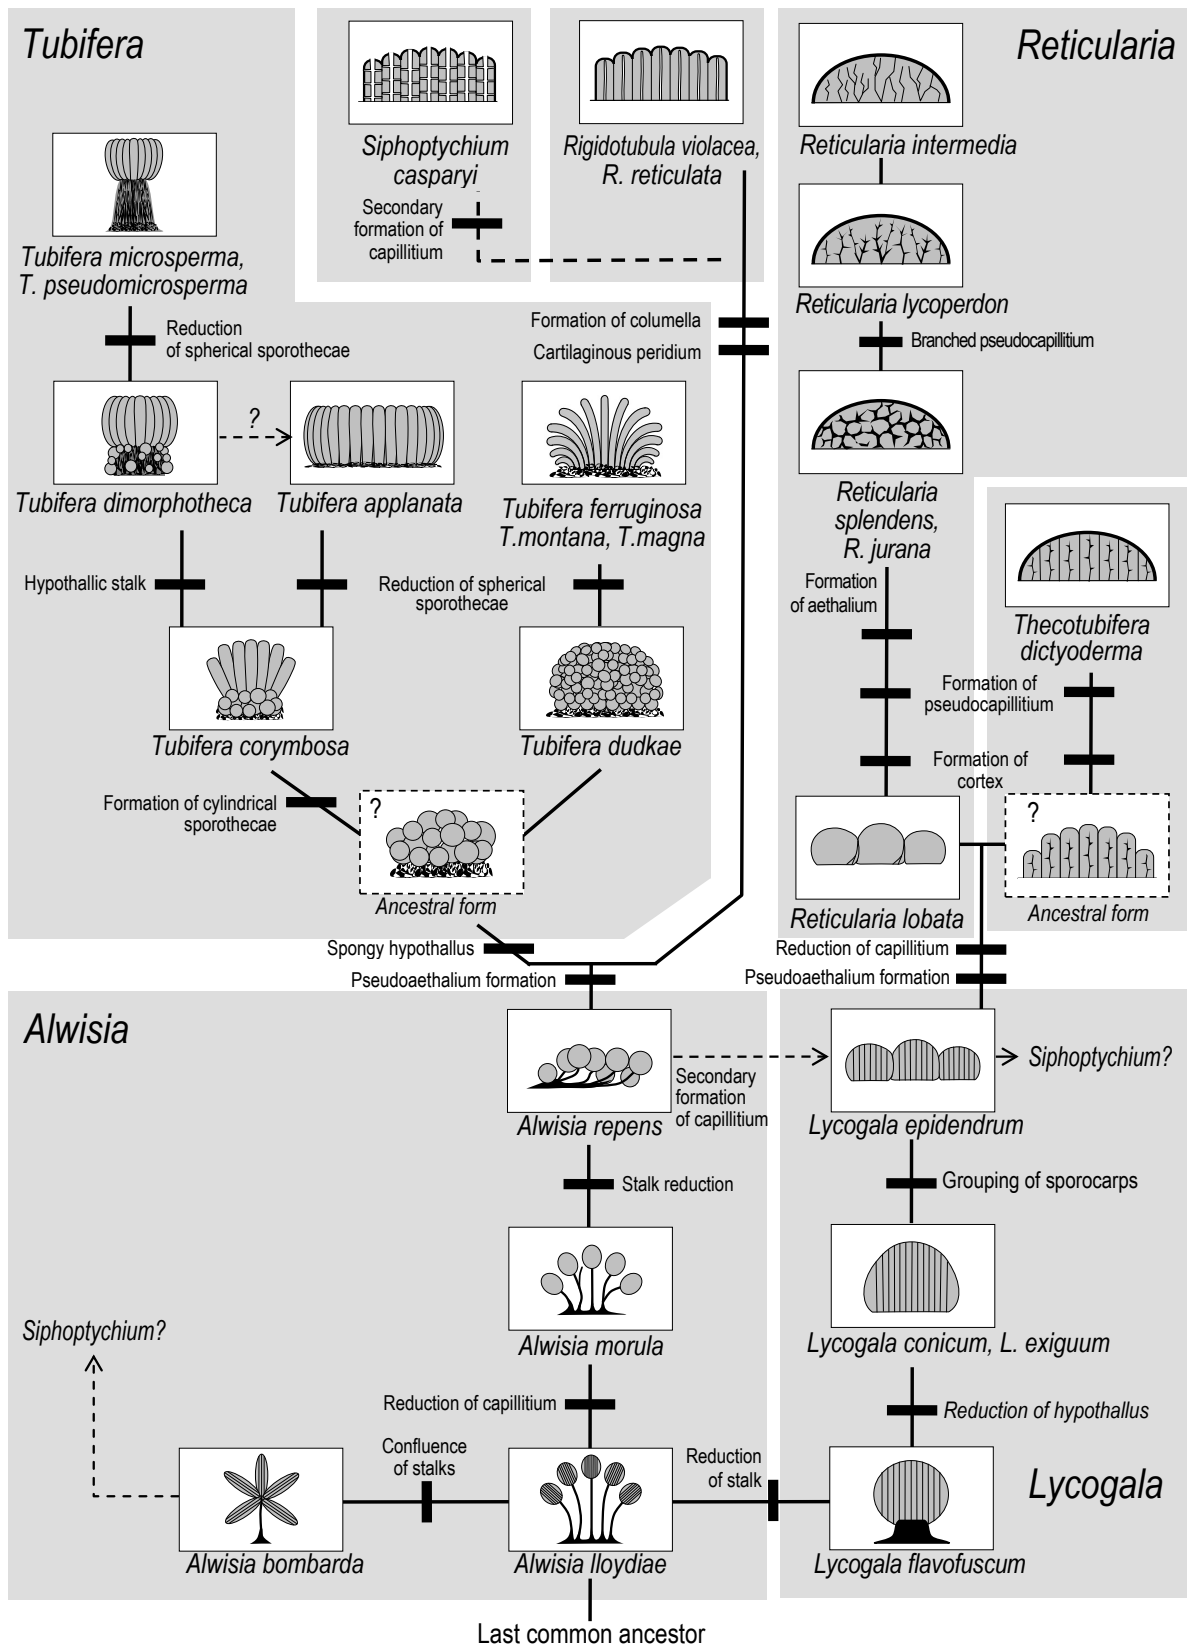 Tubifera
Reticularia
Siphoptychium
casparyi
Rigidotubula violacea,
R. reticulata
Reticularia intermedia
Secondary
formation of
capillitium
Tubifera microsperma,
T. pseudomicrosperma
Reticularia lycoperdon
Reduction
of spherical sporothecae
Formation of columella
Cartilaginous peridium
Branched pseudocapillitium
?
Tubifera dimorphotheca
Tubifera applanata
Tubifera ferruginosa
T.montana, T.magna
Reticularia
splendens,
R. jurana
Hypothallic stalk
Reduction of spherical
sporothecae
Formation
of aethalium
Thecotubifera
dictyoderma
Formation of
pseudocapillitium
Tubifera corymbosa
Tubifera dudkae
Formation of
cortex
Formation of cylindrical
sporothecae
?
Ancestral form
?
Reticularia lobata
Ancestral form
Spongy hypothallus
Pseudoaethalium formation
Reduction of capillitium
Pseudoaethalium formation
Alwisia
Siphoptychium?
Secondary
formation
of capillitium
Alwisia repens
Lycogala epidendrum
Stalk reduction
Grouping of sporocarps
Siphoptychium?
Alwisia morula
Lycogala conicum, L. exiguum
Reduction of capillitium
Reduction of hypothallus
Confluence
of stalks
Reduction
of stalk
Lycogala
Alwisia bombarda
Alwisia lloydiae
Lycogala flavofuscum
Last common ancestor